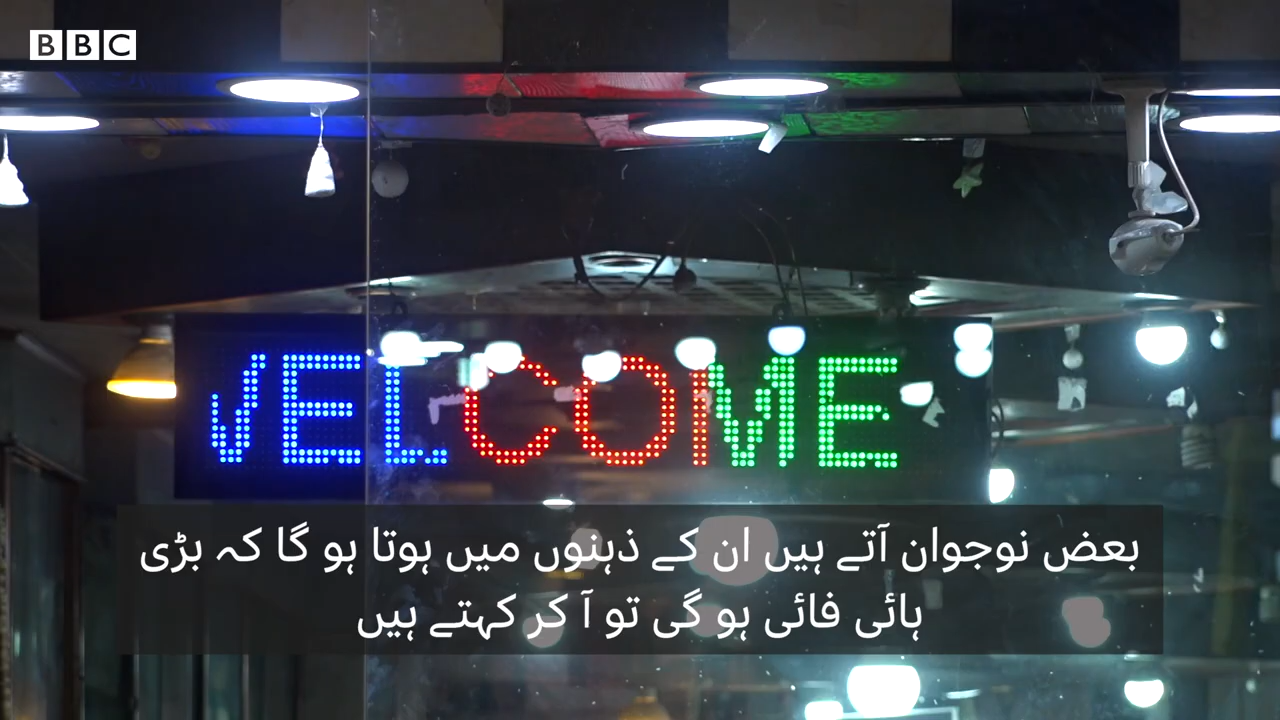 BBC
WELCOME
بعض نوجوان آتے ہیں ان کے ذہنوں میں ہوتا ہو گا کہ بڑی
ہائی فائی ہو گی تو آ کر کہتے ہیں